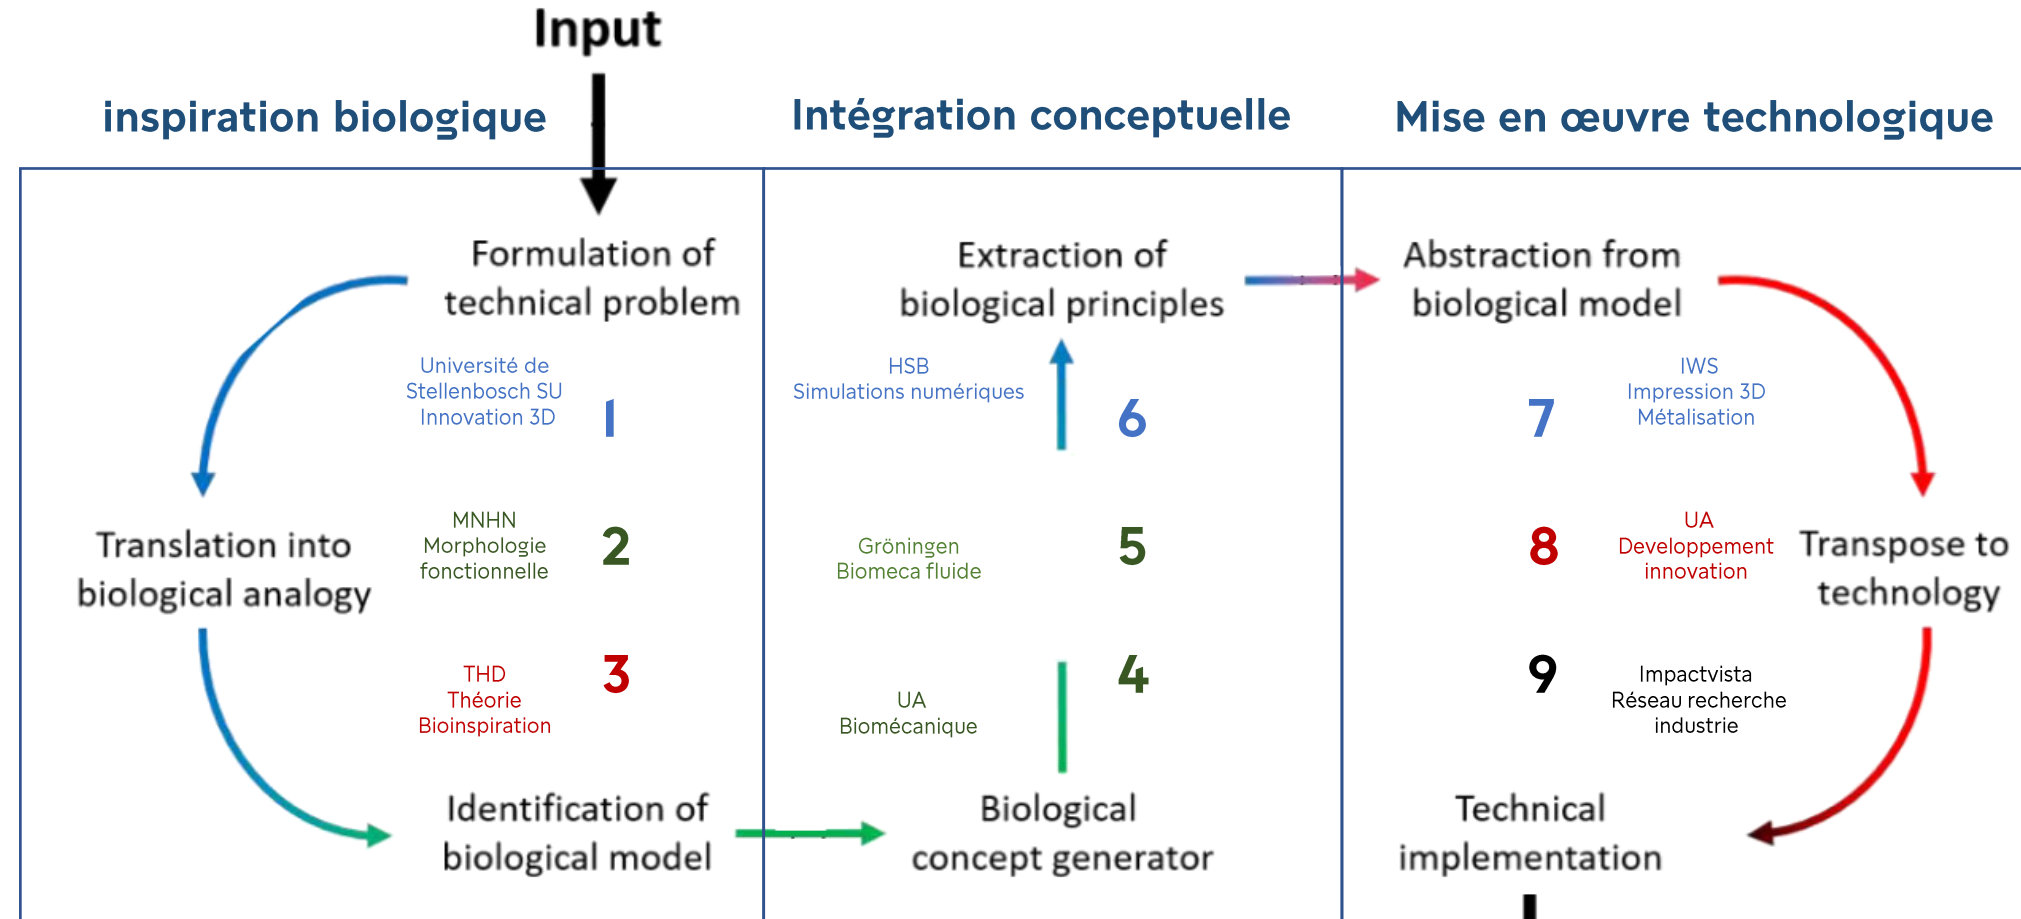 Input
inspiration biologique
Intégration conceptuelle
Mise en œuvre technologique
Formulation of
technical problem
Université de
Stellenbosch SU
Innovation 3D
1
Translation into
biological analogy
MNHN
Morphologie
fonctionnelle
2
THD
Théorie
Bioinspiration
3
Identification of
biological model
Extraction of
biological principles
HSB
Simulations numériques
6
Gröningen
Biomeca fluide
5
UA
Biomécanique
4
Biological
concept generator
Abstraction from
biological model
7
IWS
Impression 3D
Métalisation
8
UA
Developpement
innovation
Transpose to
technology
9
Impactvista
Réseau recherche
industrie
Technical
implementation